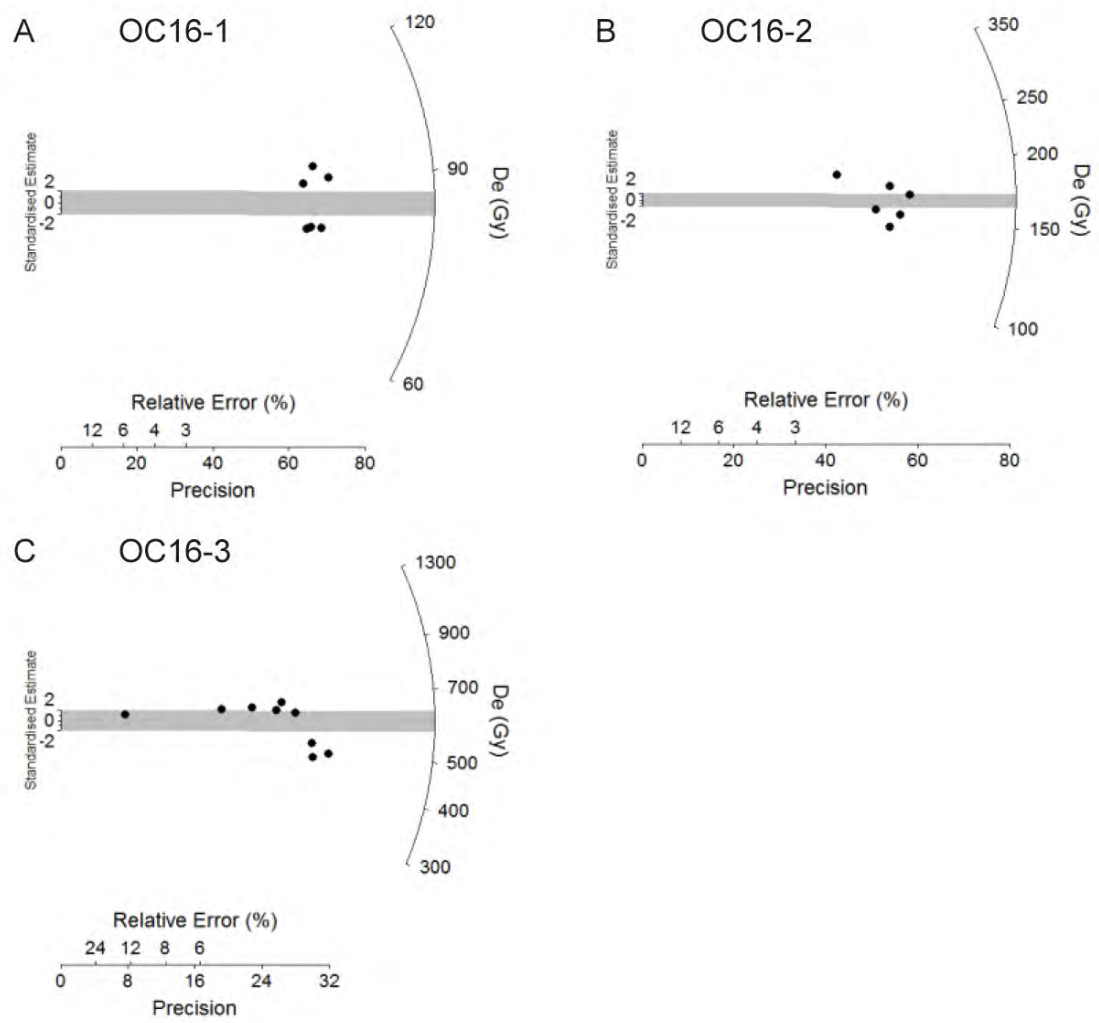 A OC16-1
120
90
60
De (Gy)
Standardised Estimate
2
0
-2
Relative Error (%)
12 6 4 3
0 20 40 60 80
Precision
B OC16-2
350
250
200
150
100
De (Gy)
Standardised Estimate
2
0
-2
Relative Error (%)
12 6 4 3
0 20 40 60 80
Precision
C OC16-3
1300
900
700
500
400
300
De (Gy)
Standardised Estimate
2
0
-2
Relative Error (%)
24 12 8 6
0 8 16 24 32
Precision